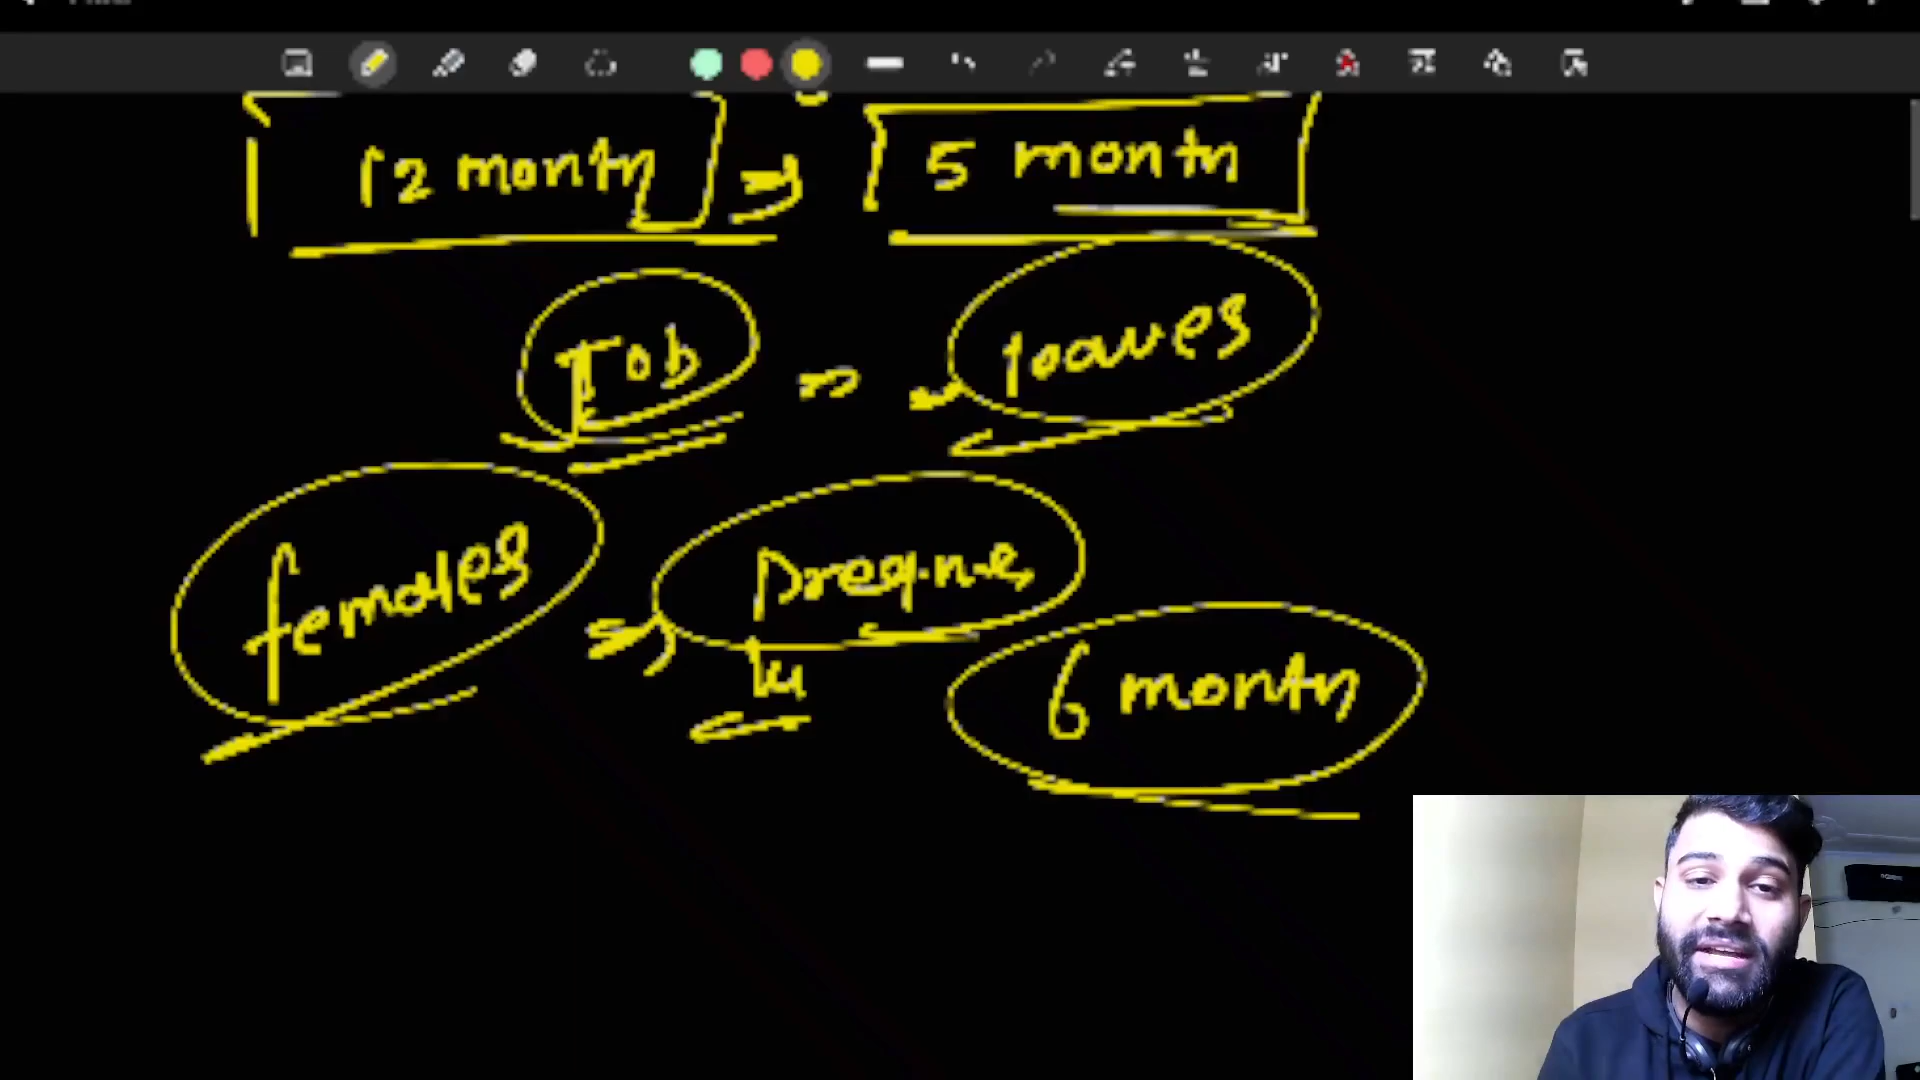 12 month => 5 month
Job => leaves
females => Pregne
6 month